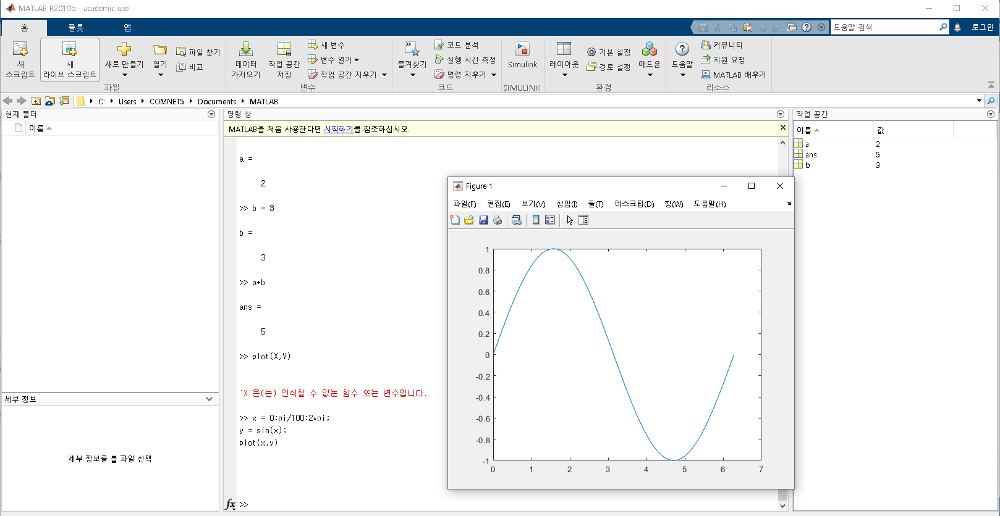 MATLAB R2019b - academic use
홈 플롯 앱
도움말 검색 로그인
새 스크립트
새 라이브 스크립트
새로 만들기
열기
파일 찾기
비교
파일
데이터 가져오기
작업 공간 저장
새 변수
변수 열기
작업 공간 지우기
변수
즐겨찾기
코드 분석
실행 시간 측정
명령 지우기
코드
Simulink
SIMULINK
레이아웃
기본 설정
경로 설정
애드온
환경
도움말
커뮤니티
지원 요청
MATLAB 배우기
리소스
C: Users COMNET5 Documents MATLAB
현재 폴더
이름
세부 정보
세부 정보를 볼 파일 선택
명령 창
MATLAB을 처음 사용한다면 시작하기를 참조하십시오.
a =
2
>> b = 3
b =
3
>> a+b
ans =
5
>> plot(X,Y)
'X'은(는) 인식할 수 없는 함수 또는 변수입니다.
>> x = 0:pi/100:2*pi;
y = sin(x);
plot(x,y)
fx >>
작업 공간
이름 값
a 2
ans 5
b 3
Figure 1
파일(F) 편집(E) 보기(V) 삽입(I) 툴(T) 데스크탑(D) 창(W) 도움말(H)
1
0.8
0.6
0.4
0.2
0
-0.2
-0.4
-0.6
-0.8
-1
0 1 2 3 4 5 6 7